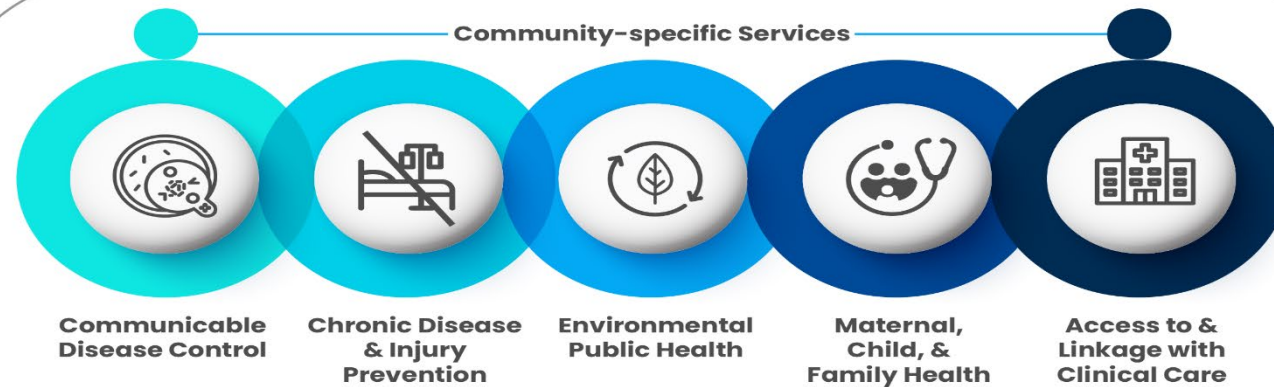 Community-specific Services
Communicable
Disease Control
Chronic Disease
& Injury
Prevention
Environmental
Public Health
Maternal,
Child, &
Family Health
Access to &
Linkage with
Clinical Care